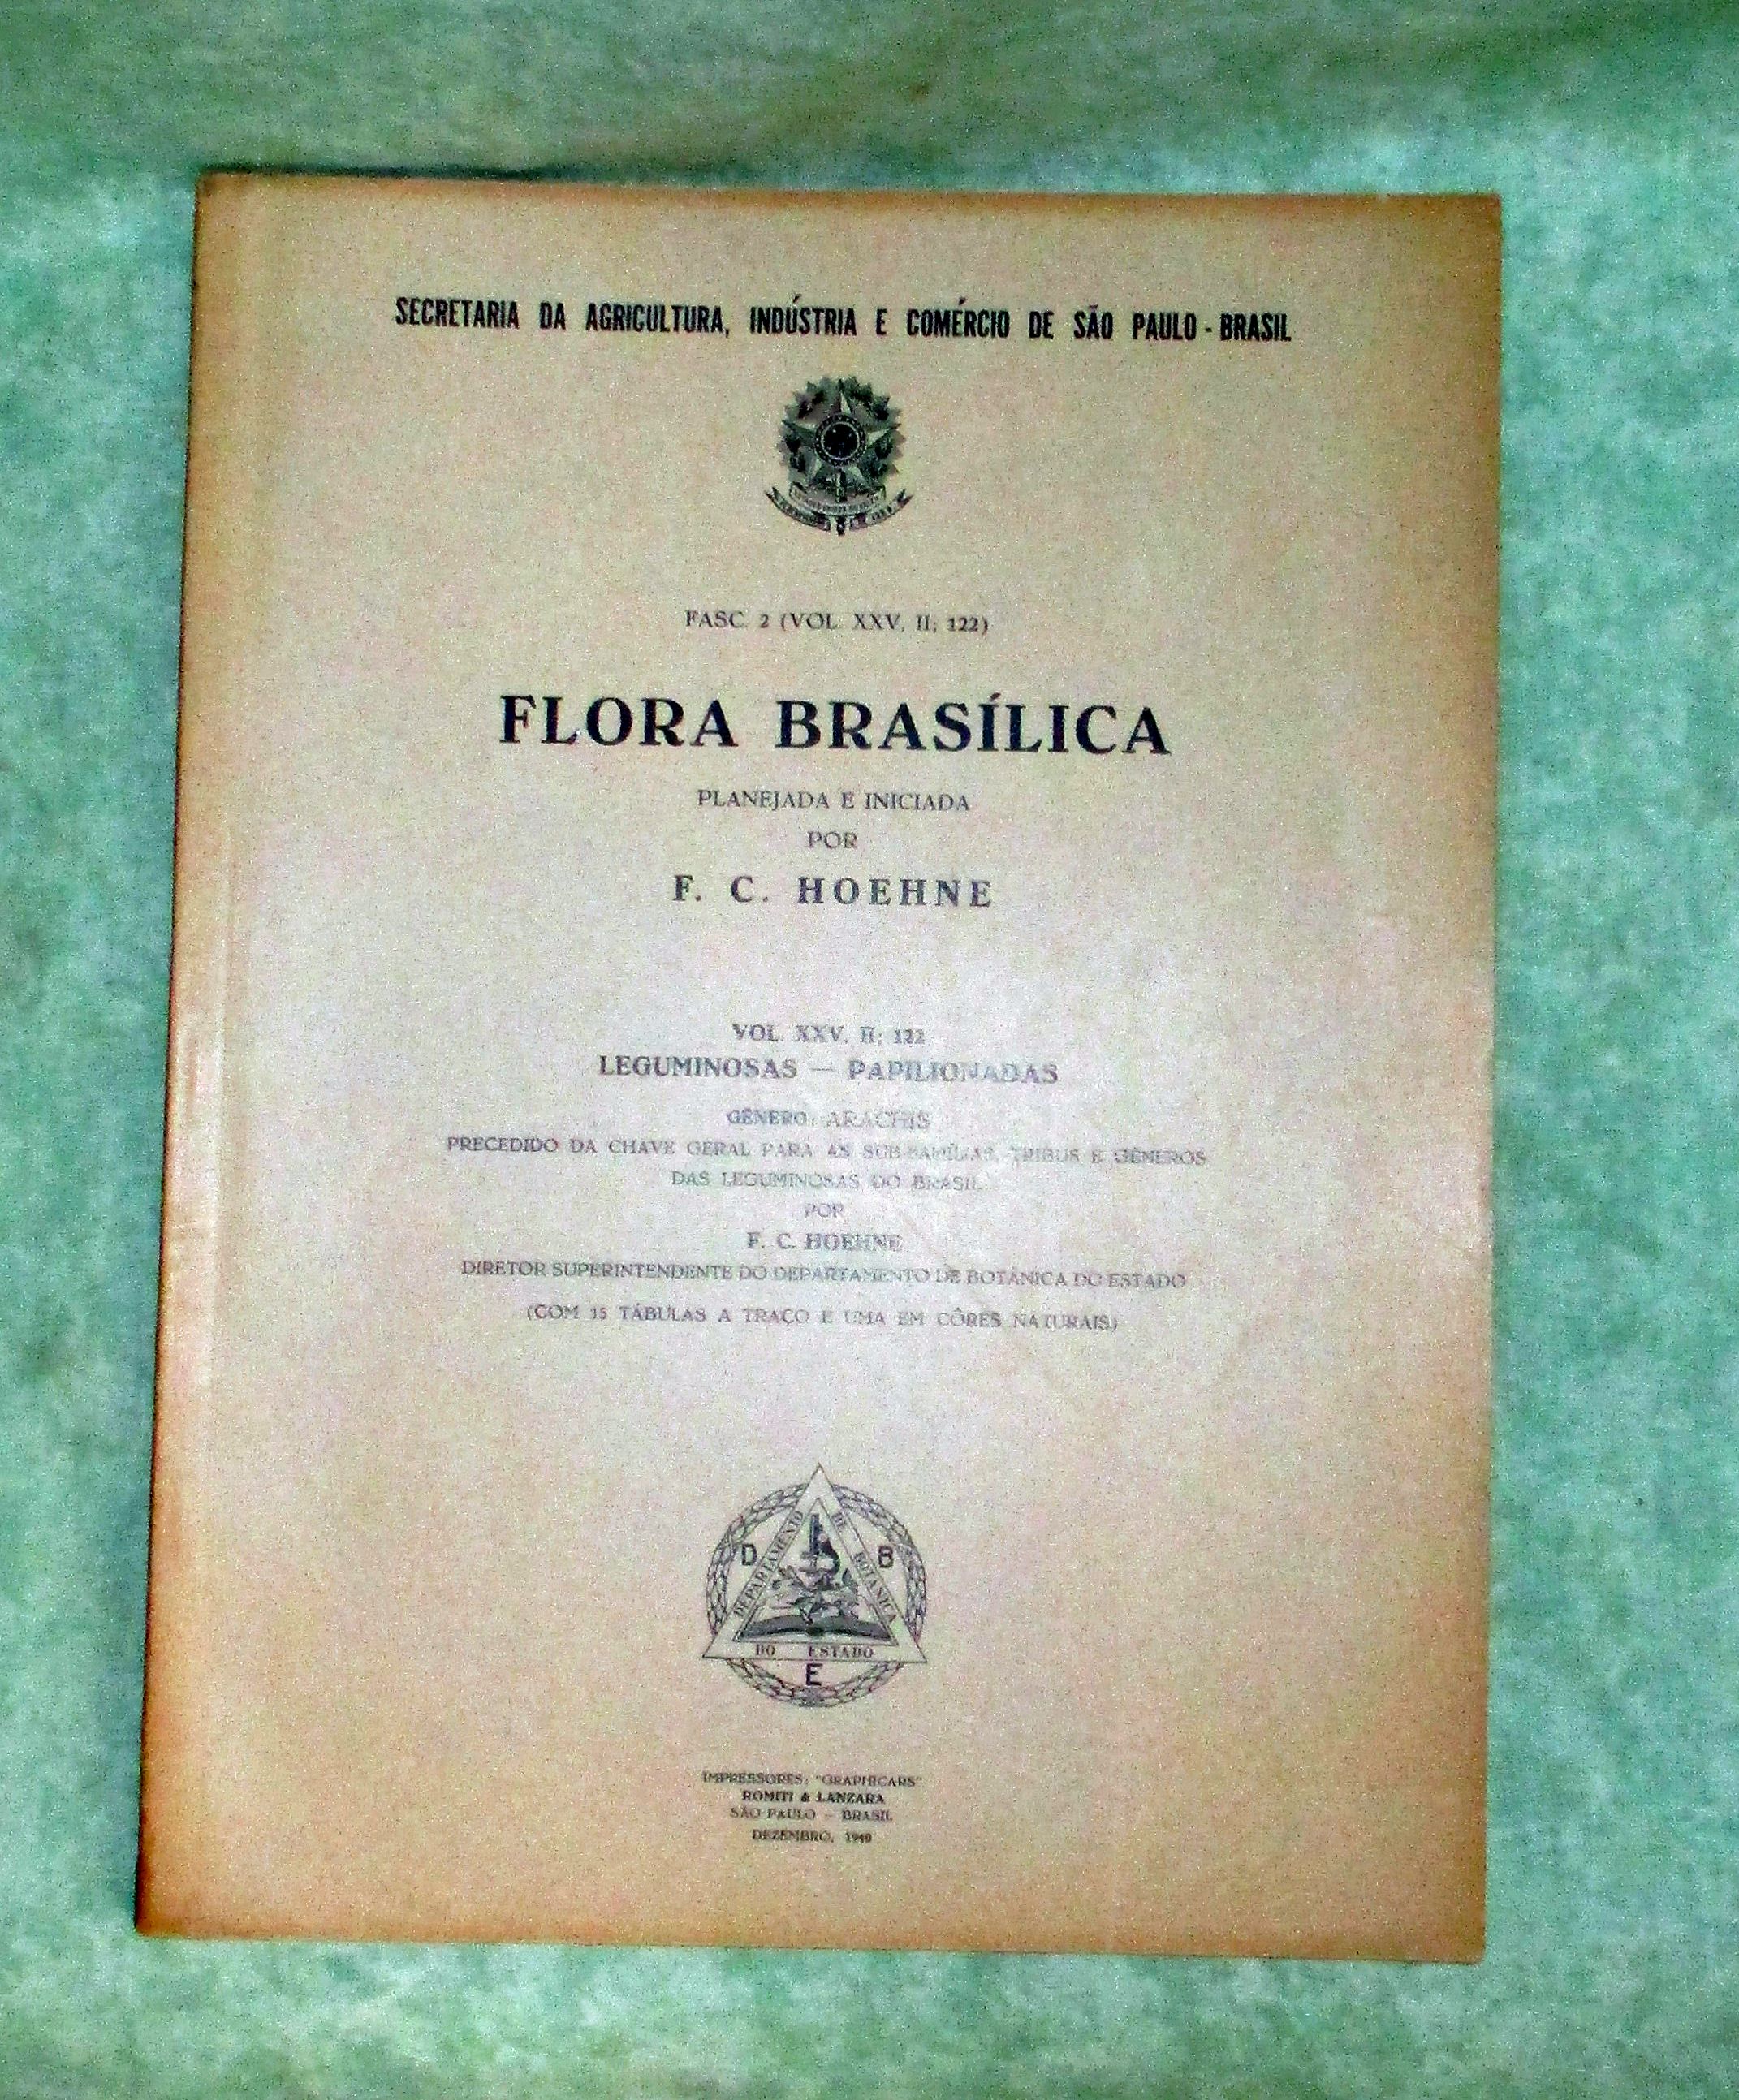 SECRETARIA DA AGRICULTURA, INDÚSTRIA E COMÉRCIO DE SÃO PAULO - BRASIL
FASC. 2 (VOL. XXV, II; 122)
FLORA BRASÍLICA
PLANEJADA E INICIADA
POR
F. C. HOEHNE
VOL. XXV, II; 122
LEGUMINOSAS — PAPILIONADAS
GÊNERO: ARACHIS
PRECEDIDO DA CHAVE GERAL PARA AS SUB-FAMÍLIAS, TRIBUS E GÊNEROS
DAS LEGUMINOSAS DO BRASIL
POR
F. C. HOEHNE
DIRETOR SUPERINTENDENTE DO DEPARTAMENTO DE BOTÂNICA DO ESTADO
(COM 15 TÁBULAS A TRAÇO E UMA EM CÔRES NATURAIS)
D B
DEPARTAMENTO DE BOTÂNICA
DO ESTADO
E
IMPRESSORES: "GRAPHICARS"
ROMITI & LANZARA
SÃO PAULO — BRASIL
DEZEMBRO, 1940